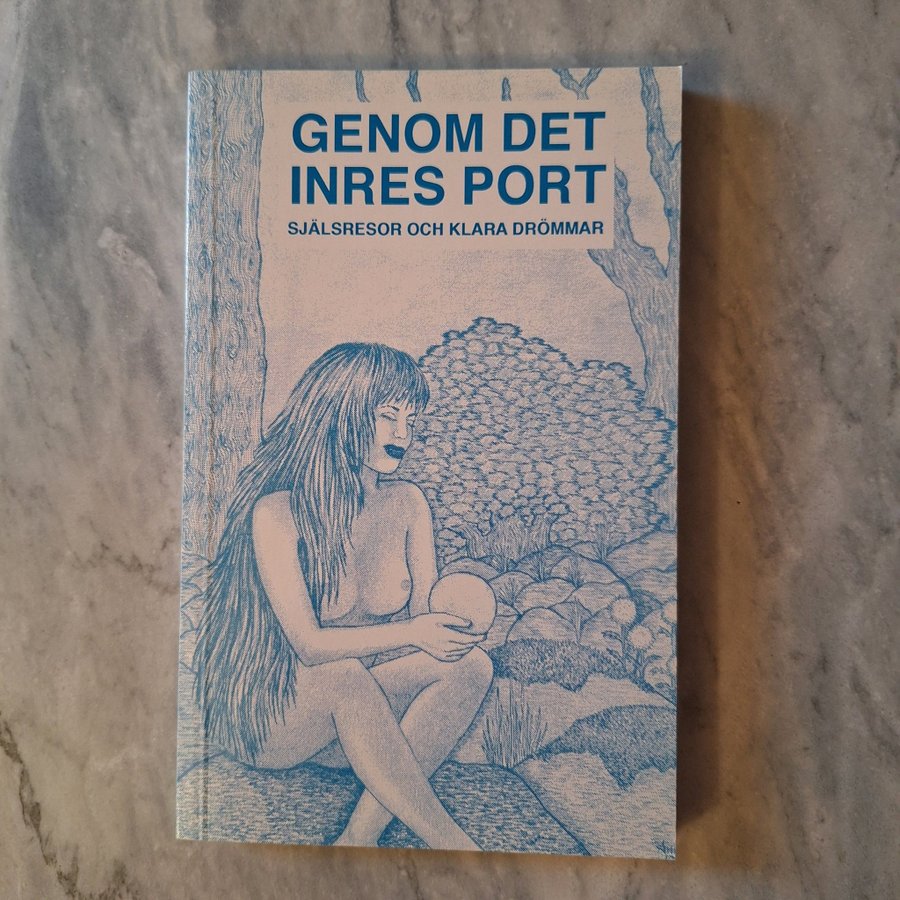 GENOM DET
INRES PORT
SJÄLSRESOR OCH KLARA DRÖMMAR